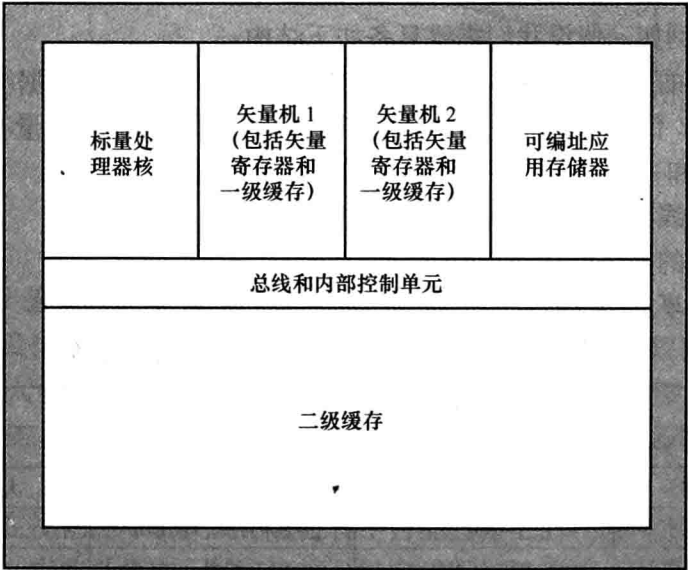 标量处
理器核
矢量机 1
（包括矢量
寄存器和
一级缓存）
矢量机 2
（包括矢量
寄存器和
一级缓存）
可编址应
用存储器
总线和内部控制单元
二级缓存